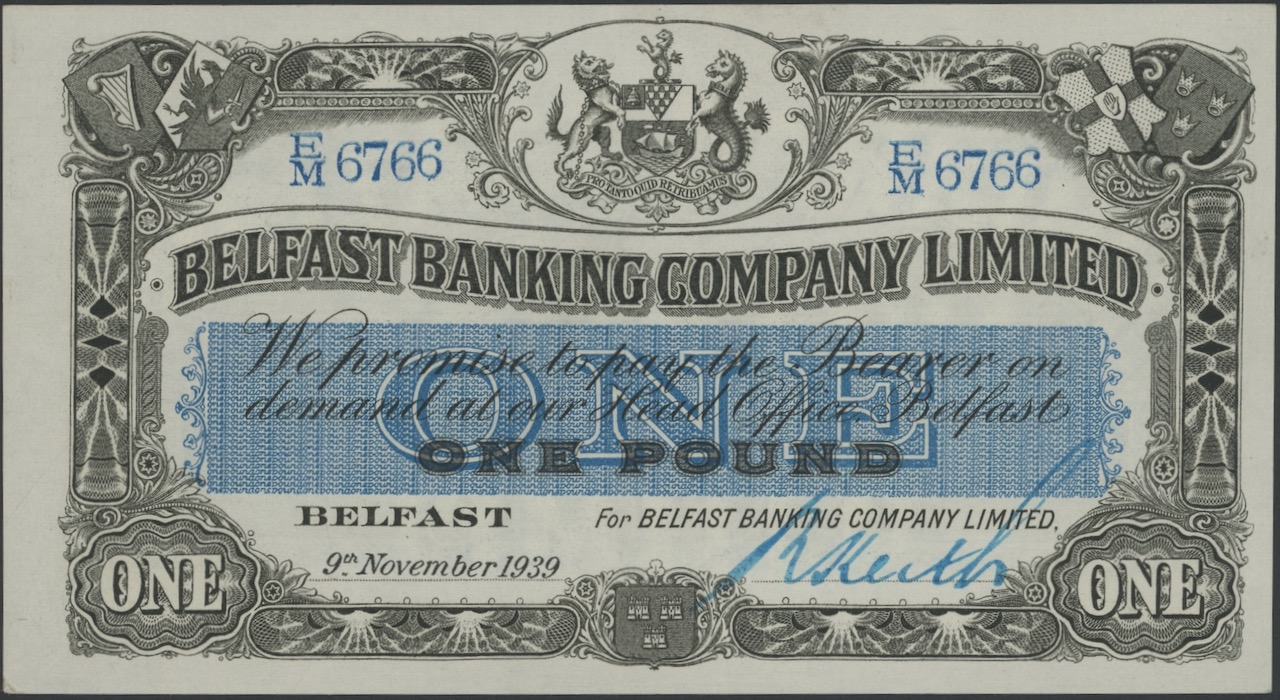 PRO TANTO QUID RETRIBUAMUS
E/M 6766 E/M 6766
BELFAST BANKING COMPANY LIMITED
We promise to pay the Bearer on
demand at our Head Office Belfast
ONE
ONE POUND
BELFAST For BELFAST BANKING COMPANY LIMITED.
9th November 1939
ONE ONE